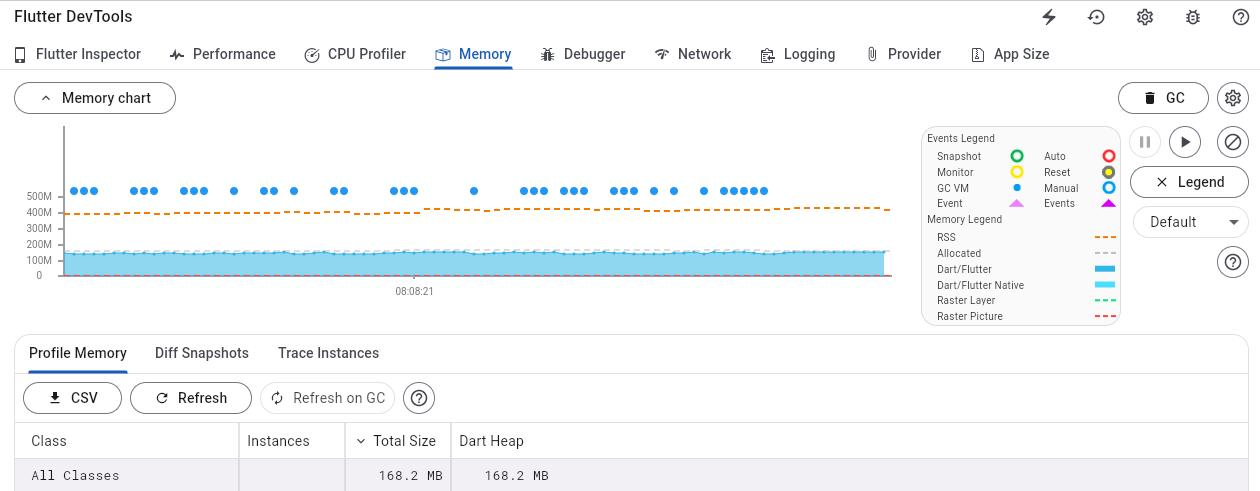 Flutter DevTools
Flutter Inspector Performance CPU Profiler Memory Debugger Network Logging Provider App Size
Memory chart GC
500M
400M
300M
200M
100M
0
08:08:21
Events Legend
Snapshot Auto
Monitor Reset
GC VM Manual
Event Events
Memory Legend
RSS
Allocated
Dart/Flutter
Dart/Flutter Native
Raster Layer
Raster Picture
Legend
Default
Profile Memory Diff Snapshots Trace Instances
CSV Refresh Refresh on GC
Class Instances Total Size Dart Heap
All Classes 168.2 MB 168.2 MB